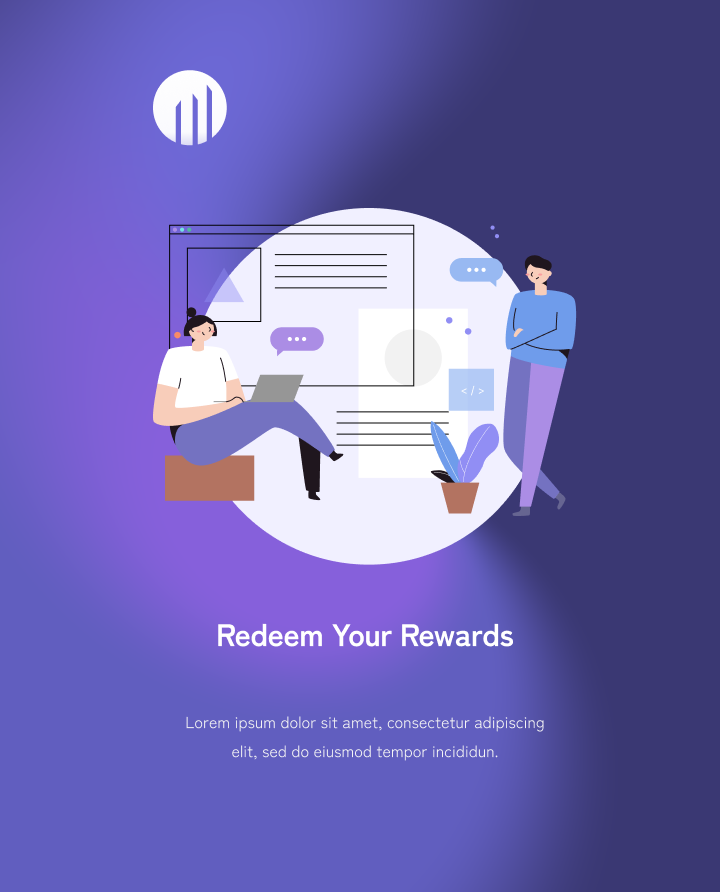 </>
Redeem Your Rewards
Lorem ipsum dolor sit amet, consectetur adipiscing
elit, sed do eiusmod tempor incididun.